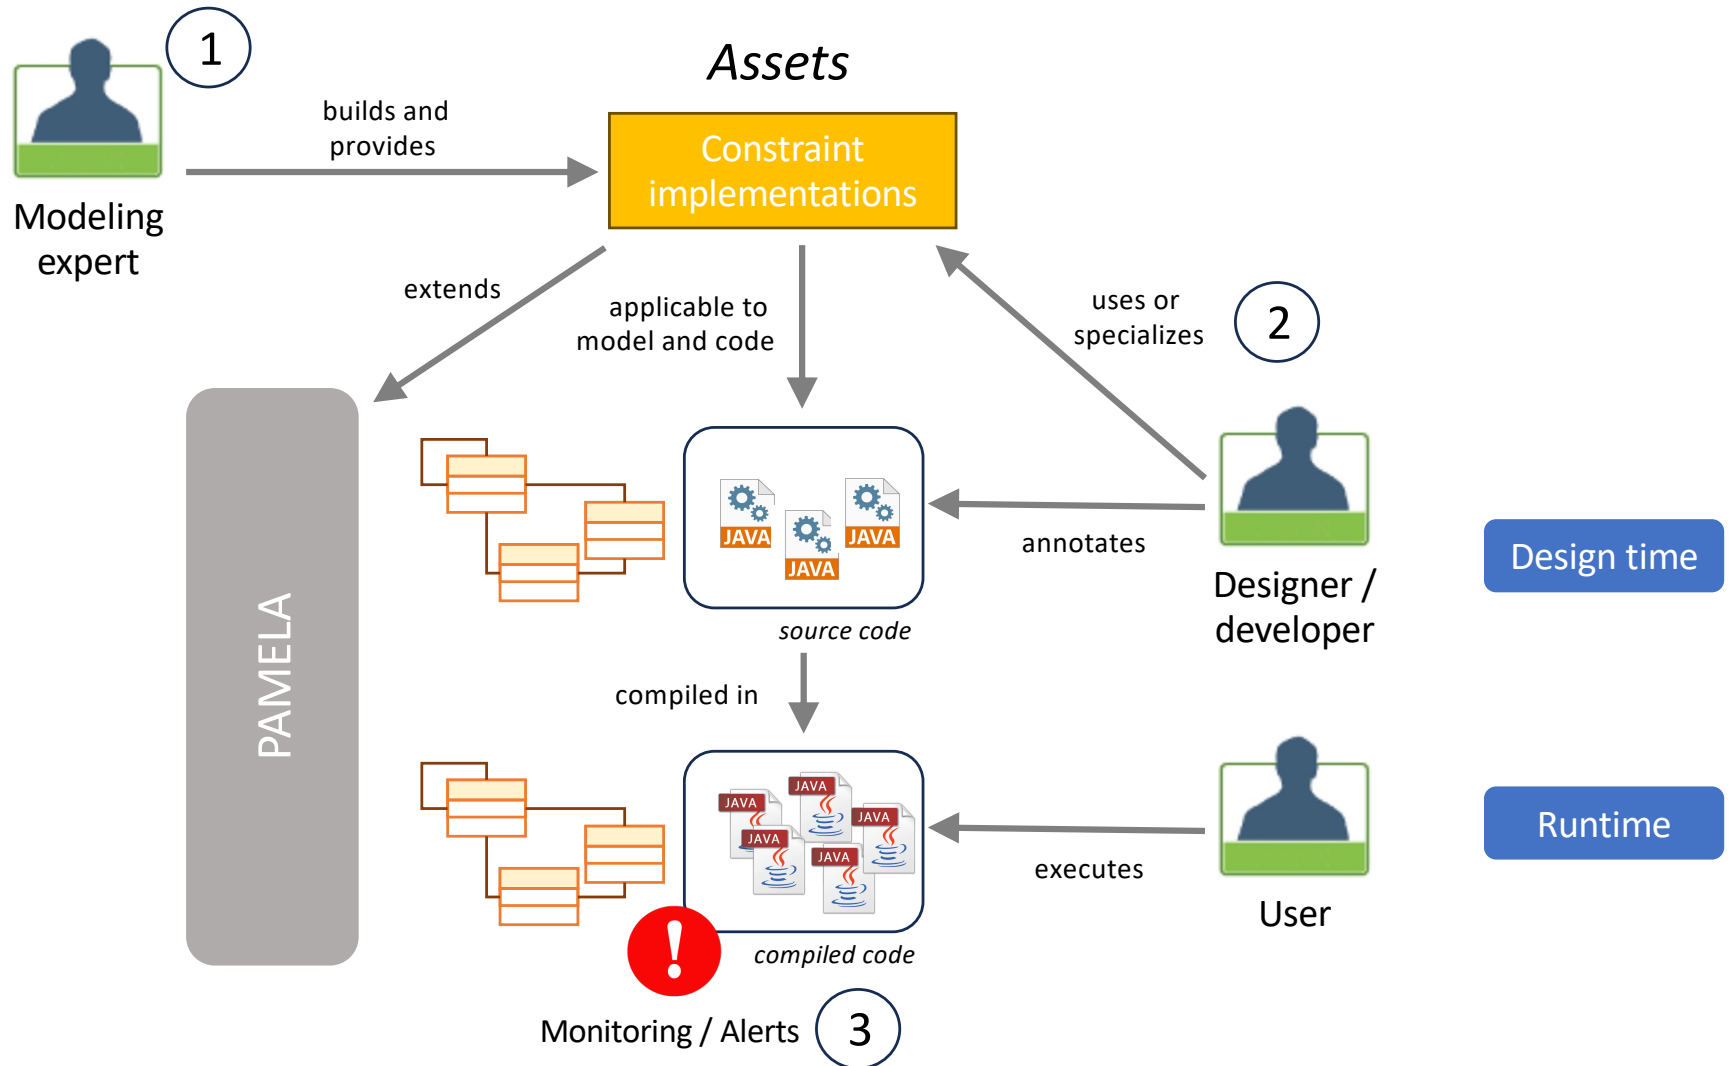 1
Assets
builds and
provides
Constraint
implementations
Modeling
expert
extends
applicable to
model and code
uses or
specializes
2
JAVA
JAVA
JAVA
annotates
source code
Designer /
developer
Design time
PAMELA
compiled in
JAVA
JAVA
JAVA
JAVA
JAVA
executes
User
Runtime
!
compiled code
Monitoring / Alerts
3